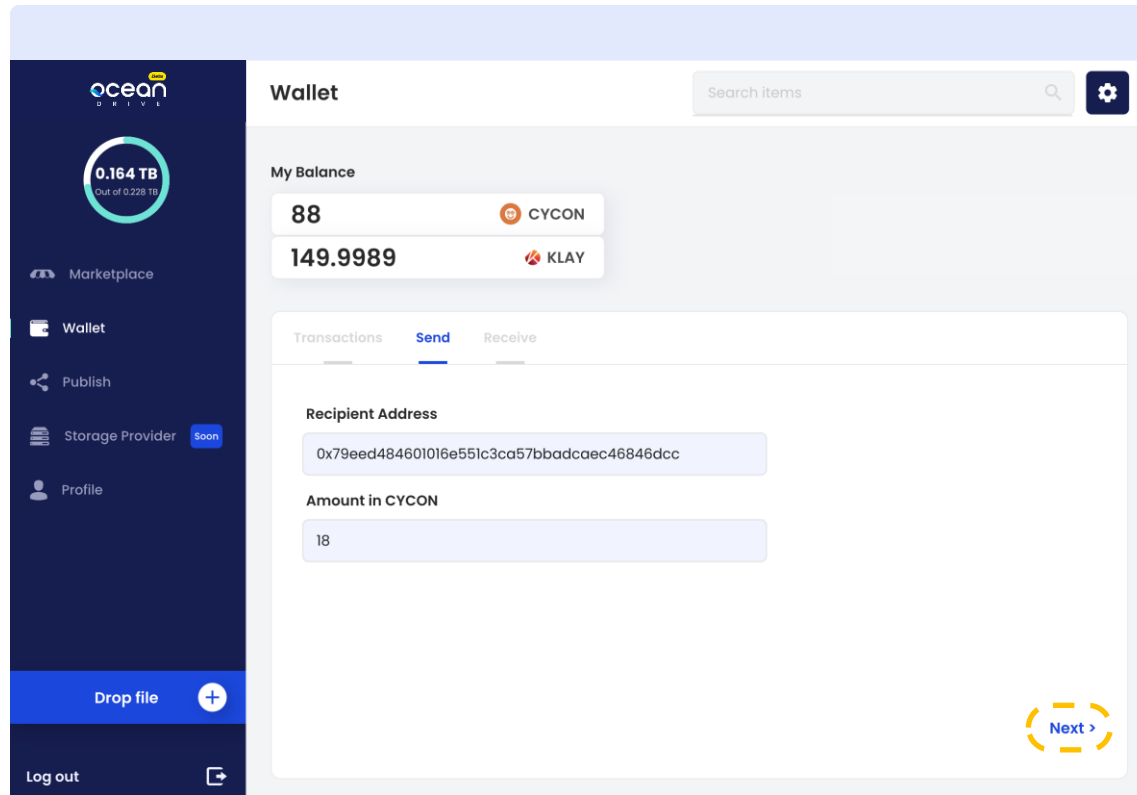 Beta
ocean
DRIVE
0.164 TB
Out of 0.228 TB
Marketplace
Wallet
Publish
Storage Provider Soon
Profile
Drop file +
Log out
Wallet
Search items
My Balance
88 CYCON
149.9989 KLAY
Transactions Send Receive
Recipient Address
0x79eed484601016e551c3ca57bbadcaec46846dcc
Amount in CYCON
18
Next >